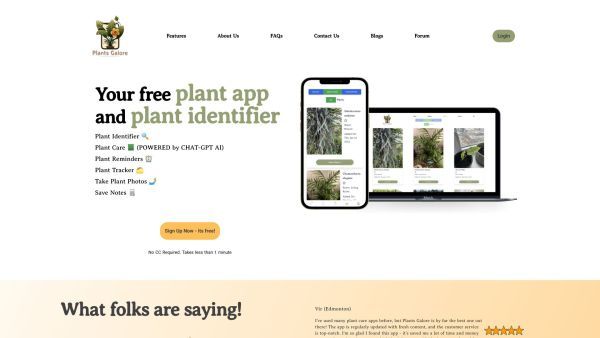 Plants Galore
Features
About Us
FAQs
Contact Us
Blogs
Forum
Login
Your free plant app
and plant identifier
Plant Identifier 🔍
Plant Care (POWERED by CHAT-GPT AI)
Plant Reminders
Plant Tracker
Take Plant Photos
Save Notes
Sign Up Now - its free!
No CC Required. Takes less than 1 minute
What folks are saying!
Vir (Edmonton)
I've used many plant care apps before, but Plants Galore is by far the best one out
there! The app is regularly updated with fresh content, and the customer service
is top-notch. I'm so glad I found this app - it's saved me a lot of time and money